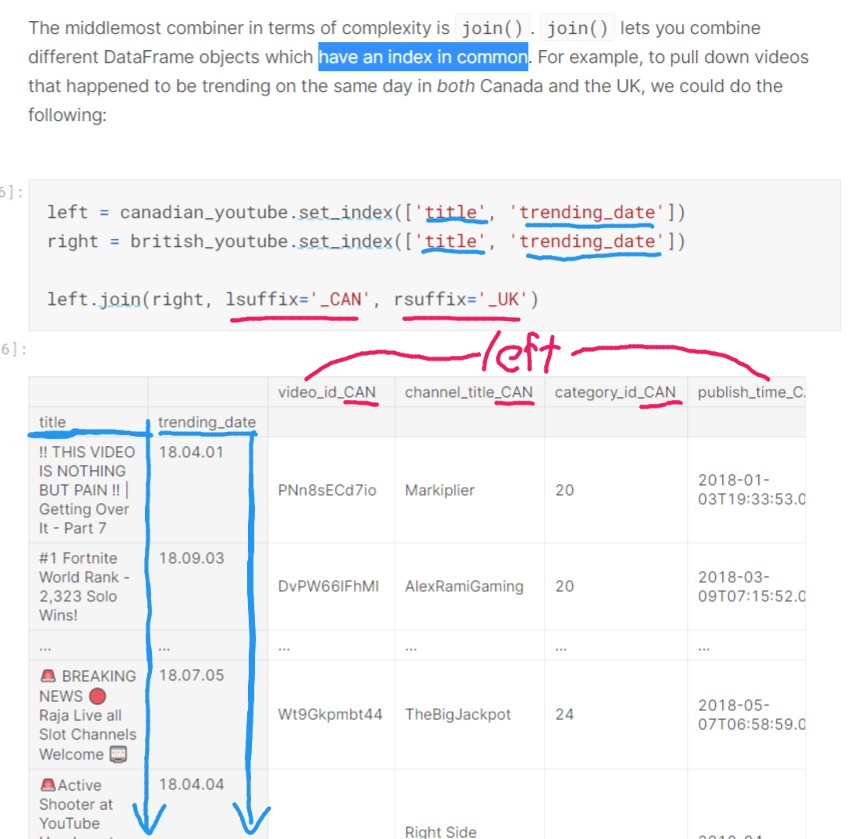 The middlemost combiner in terms of complexity is join(). join() lets you combine
different DataFrame objects which have an index in common. For example, to pull down videos
that happened to be trending on the same day in both Canada and the UK, we could do the
following:
6]:
left = canadian_youtube.set_index(['title', 'trending_date'])
right = british_youtube.set_index(['title', 'trending_date'])
left.join(right, lsuffix='_CAN', rsuffix='_UK')
left
6]:
video_id_CAN channel_title_CAN category_id_CAN publish_time_C
title trending_date
!! THIS VIDEO 18.04.01
IS NOTHING
BUT PAIN !! | PNn8sECd7io Markiplier 20 2018-01-
Getting Over 03T19:33:53.0
It - Part 7
#1 Fortnite 18.09.03
World Rank - DvPW66IFhMI AlexRamiGaming 20 2018-03-
2,323 Solo 09T07:15:52.0
Wins!
... ... ... ... ... ...
🚨 BREAKING 18.07.05
NEWS 🔴
Raja Live all Wt9Gkpmbt44 TheBigJackpot 24 2018-05-
Slot Channels 07T06:58:59.0
Welcome 🎰
🚨Active 18.04.04
Shooter at
YouTube Right Side